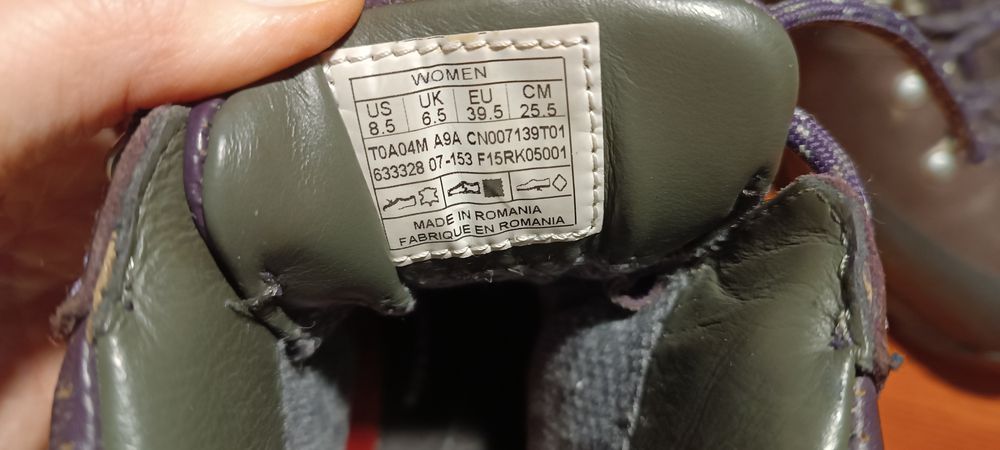 WOMEN
US UK EU CM
8.5 6.5 39.5 25.5
T0A04M A9A CN007139T01
633328 07-153 F15RK05001
MADE IN ROMANIA
FABRIQUE EN ROMANIA